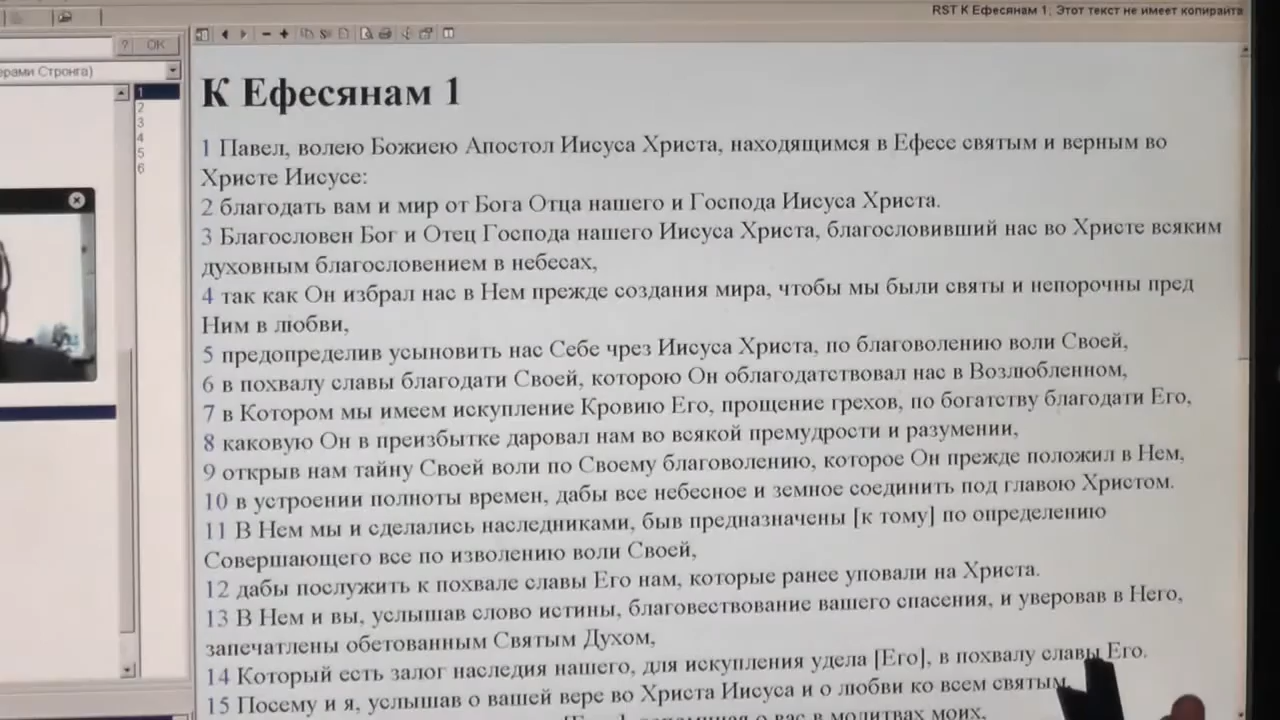 RST К Ефесянам 1, Этот текст не имеет копирайта
? OK
ерами Стронга)
1
2
3
4
5
6
К Ефесянам 1
1 Павел, волею Божиею Апостол Иисуса Христа, находящимся в Ефесе святым и верным во
Христе Иисусе:
2 благодать вам и мир от Бога Отца нашего и Господа Иисуса Христа.
3 Благословен Бог и Отец Господа нашего Иисуса Христа, благословивший нас во Христе всяким
духовным благословением в небесах,
4 так как Он избрал нас в Нем прежде создания мира, чтобы мы были святы и непорочны пред
Ним в любви,
5 предопределив усыновить нас Себе чрез Иисуса Христа, по благоволению воли Своей,
6 в похвалу славы благодати Своей, которою Он облагодатствовал нас в Возлюбленном,
7 в Котором мы имеем искупление Кровию Его, прощение грехов, по богатству благодати Его,
8 каковую Он в преизбытке даровал нам во всякой премудрости и разумении,
9 открыв нам тайну Своей воли по Своему благоволению, которое Он прежде положил в Нем,
10 в устроении полноты времен, дабы все небесное и земное соединить под главою Христом.
11 В Нем мы и сделались наследниками, быв предназначены [к тому] по определению
Совершающего все по изволению воли Своей,
12 дабы послужить к похвале славы Его нам, которые ранее уповали на Христа.
13 В Нем и вы, услышав слово истины, благовествование вашего спасения, и уверовав в Него,
запечатлены обетованным Святым Духом,
14 Который есть залог наследия нашего, для искупления удела [Его], в похвалу славы Его.
15 Посему и я, услышав о вашей вере во Христа Иисуса и о любви ко всем святым,
о вас в молитвах моих,